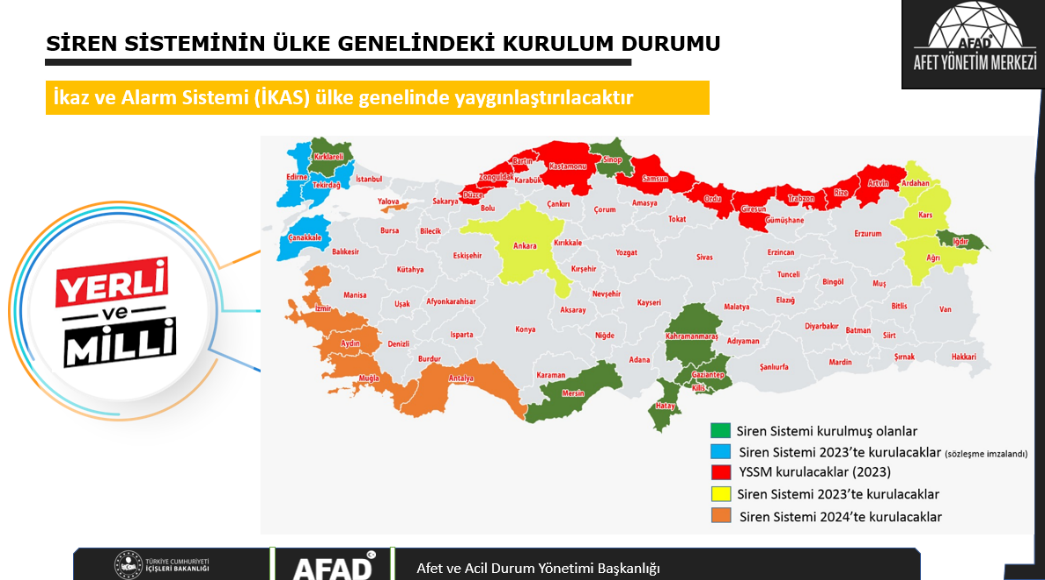 SİREN SİSTEMİNİN ÜLKE GENELİNDEKİ KURULUM DURUMU
AFAD
AFET YÖNETİM MERKEZİ
İkaz ve Alarm Sistemi (İKAS) ülke genelinde yaygınlaştırılacaktır
YERLİ
ve
MİLLİ
Kırklareli
Edirne
Tekirdağ
İstanbul
Yalova
Çanakkale
Balıkesir
Bursa
Bilecik
Sakarya
Düzce
Bolu
Zonguldak
Bartın
Karabük
Kastamonu
Sinop
Çankırı
Çorum
Samsun
Amasya
Tokat
Ordu
Giresun
Gümüşhane
Trabzon
Rize
Artvin
Ardahan
Kars
Iğdır
Ağrı
Erzurum
Erzincan
Sivas
Yozgat
Kırıkkale
Ankara
Eskişehir
Kütahya
Kırşehir
Nevşehir
Kayseri
Malatya
Tunceli
Elazığ
Bingöl
Muş
Bitlis
Van
Manisa
İzmir
Uşak
Afyonkarahisar
Aksaray
Konya
Niğde
Isparta
Denizli
Aydın
Muğla
Burdur
Antalya
Karaman
Mersin
Adana
Kahramanmaraş
Adıyaman
Gaziantep
Kilis
Hatay
Şanlıurfa
Diyarbakır
Batman
Siirt
Mardin
Şırnak
Hakkari
Siren Sistemi kurulmuş olanlar
Siren Sistemi 2023'te kurulacaklar (sözleşme imzalandı)
YSSM kurulacaklar (2023)
Siren Sistemi 2023'te kurulacaklar
Siren Sistemi 2024'te kurulacaklar
TÜRKİYE CUMHURİYETİ
İÇİŞLERİ BAKANLIĞI
AFAD
Afet ve Acil Durum Yönetimi Başkanlığı